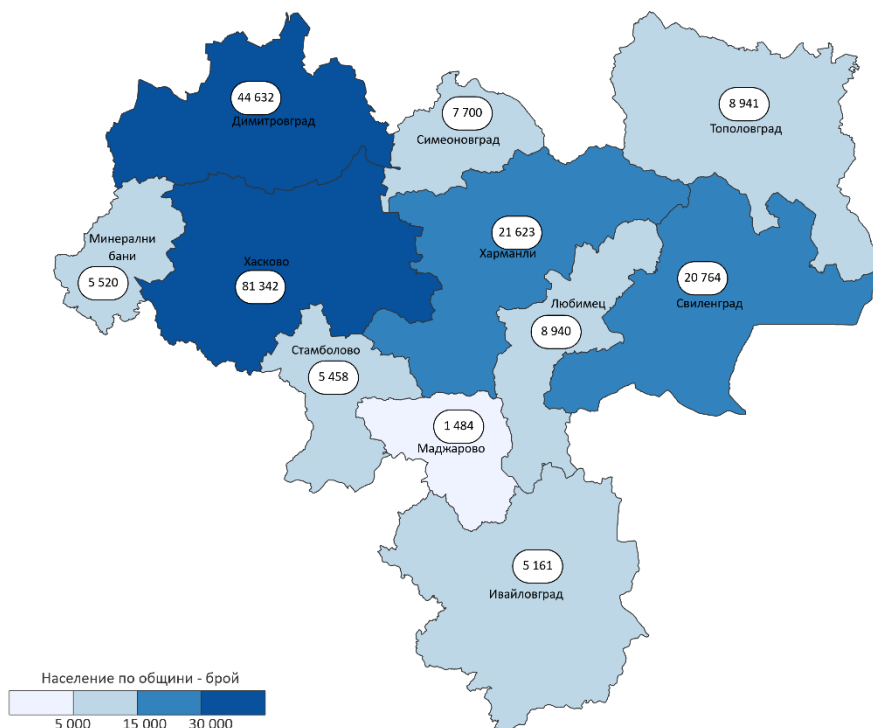 44 632
Димитровград
7 700
Симеоновград
8 941
Тополовград
Минерални
бани
5 520
Хасково
81 342
21 623
Харманли
20 764
Свиленград
Любимец
8 940
Стамболово
5 458
1 484
Маджарово
5 161
Ивайловград
Население по общини - брой
5 000 15 000 30 000